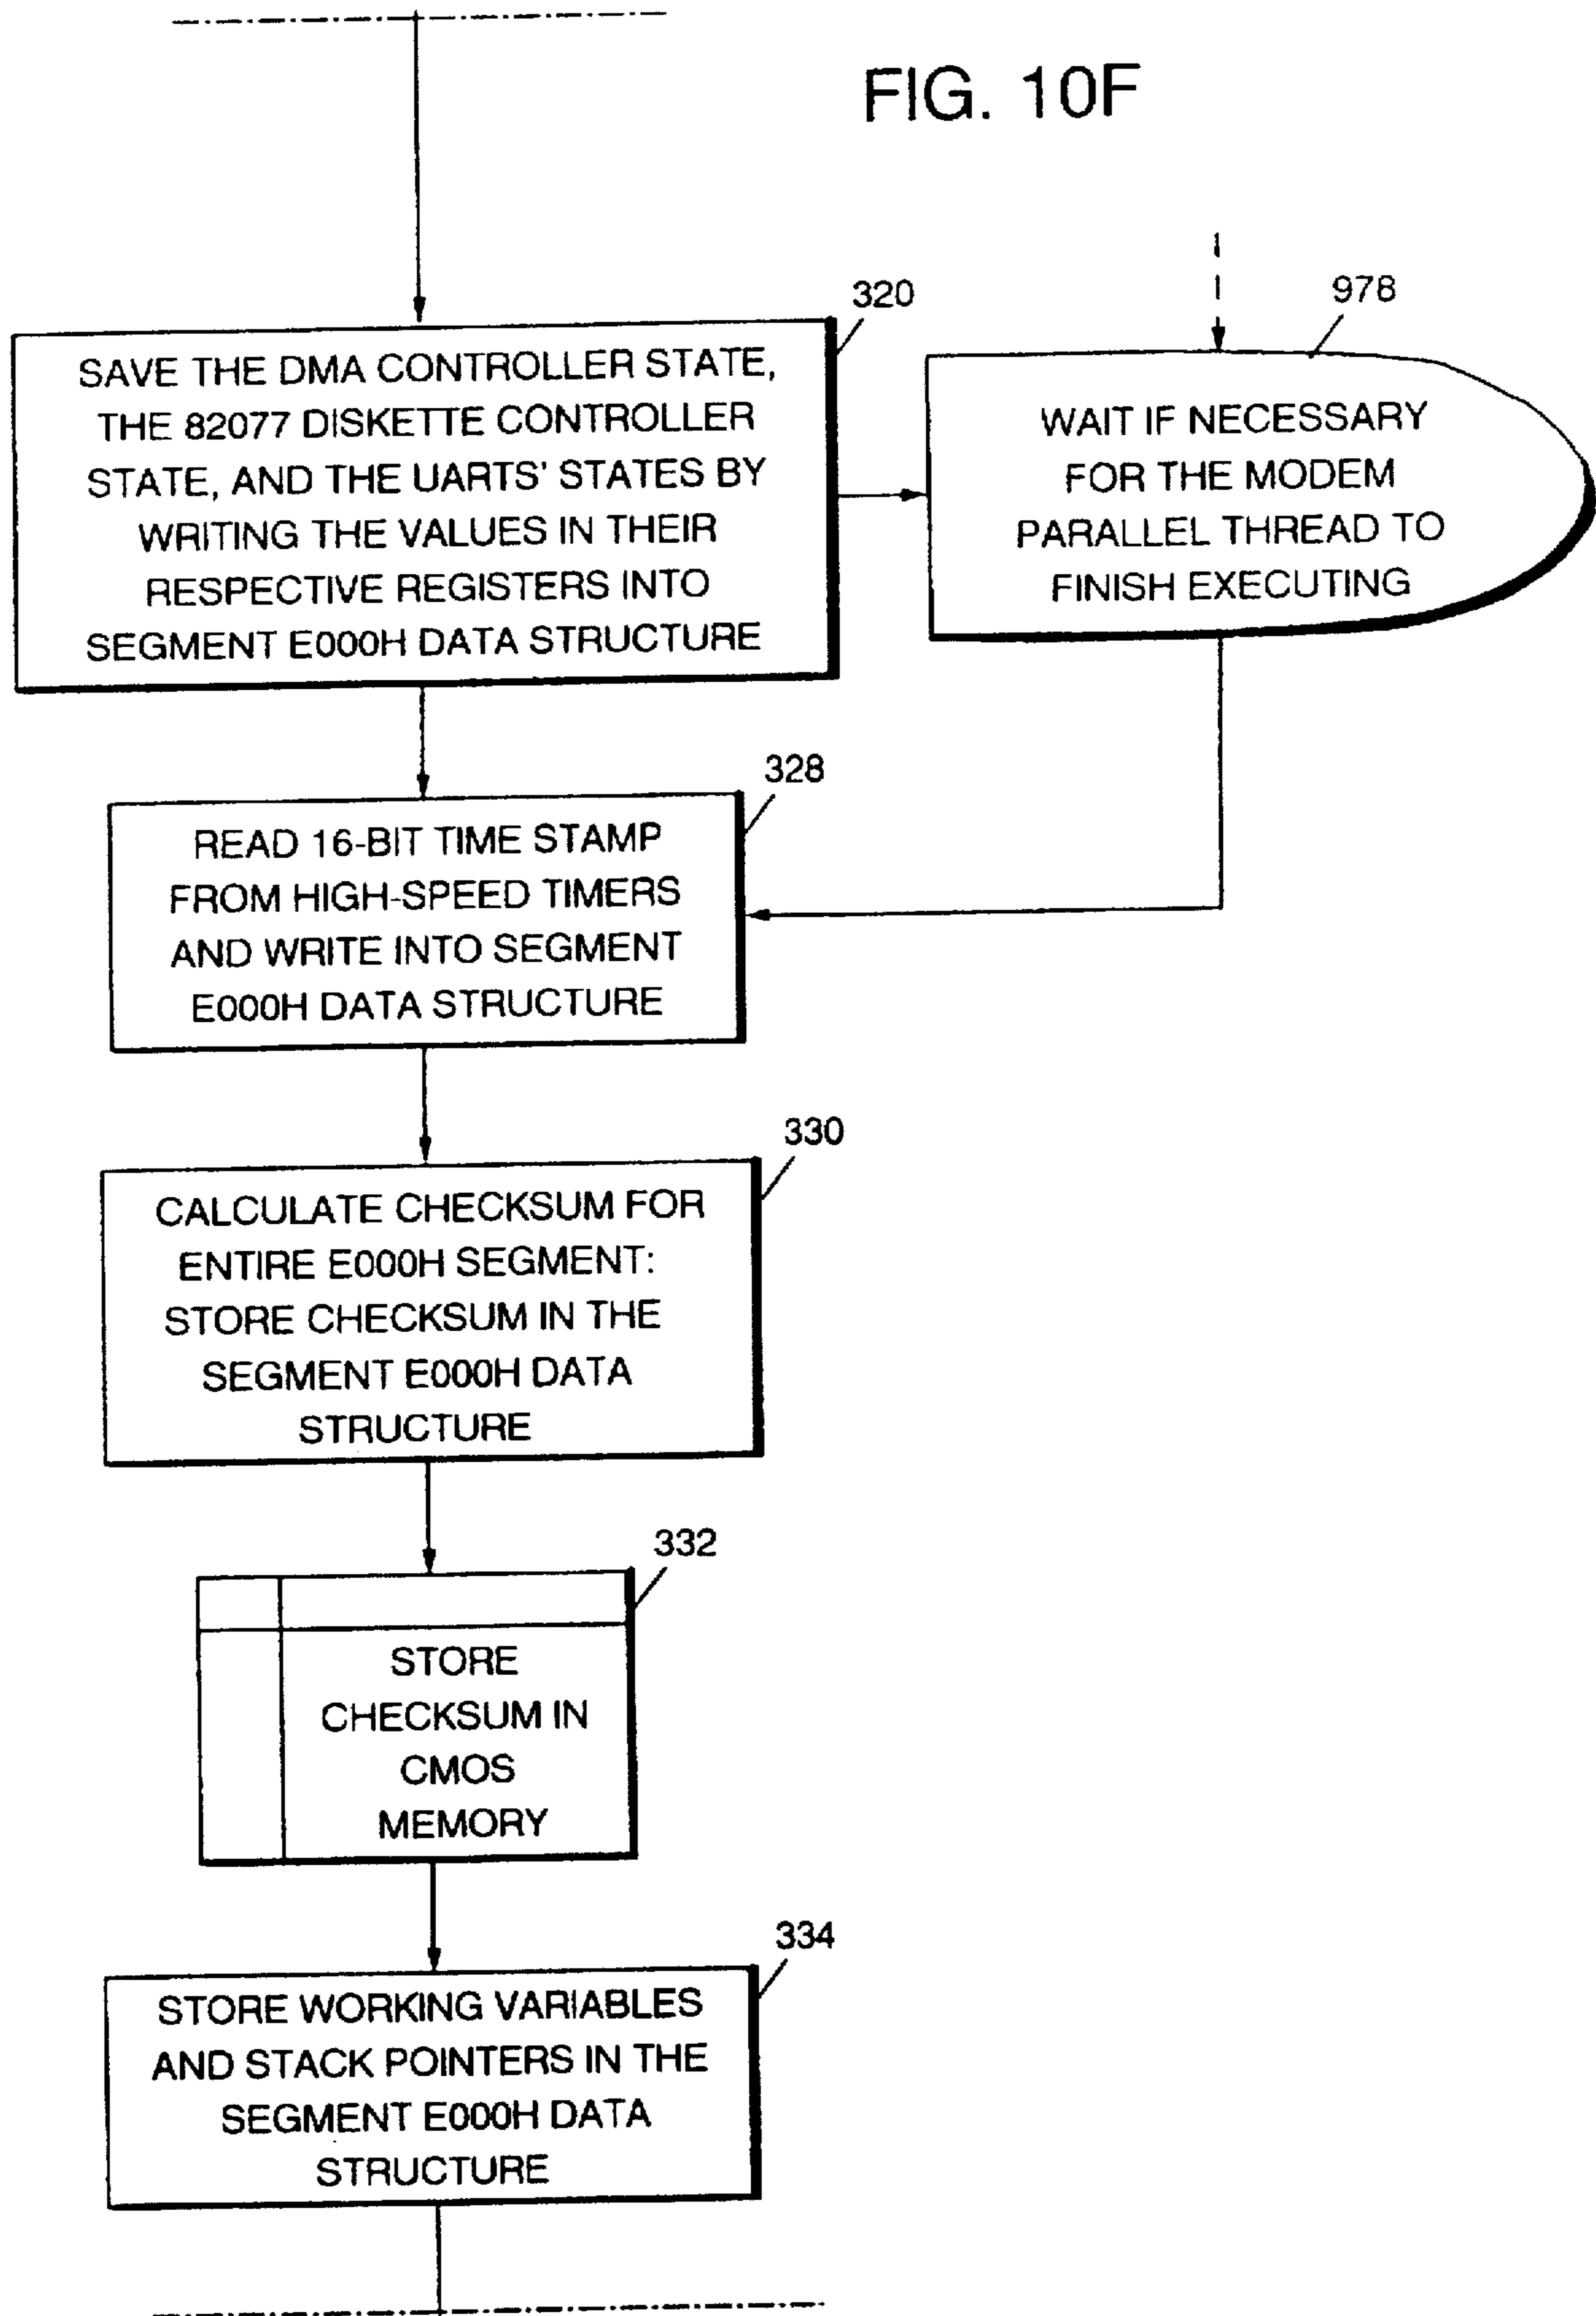 FIG. 10F
320
SAVE THE DMA CONTROLLER STATE,
THE 82077 DISKETTE CONTROLLER
STATE, AND THE UARTS' STATES BY
WRITING THE VALUES IN THEIR
RESPECTIVE REGISTERS INTO
SEGMENT E000H DATA STRUCTURE
978
WAIT IF NECESSARY
FOR THE MODEM
PARALLEL THREAD TO
FINISH EXECUTING
328
READ 16-BIT TIME STAMP
FROM HIGH-SPEED TIMERS
AND WRITE INTO SEGMENT
E000H DATA STRUCTURE
330
CALCULATE CHECKSUM FOR
ENTIRE E000H SEGMENT:
STORE CHECKSUM IN THE
SEGMENT E000H DATA
STRUCTURE
332
STORE
CHECKSUM IN
CMOS
MEMORY
334
STORE WORKING VARIABLES
AND STACK POINTERS IN THE
SEGMENT E000H DATA
STRUCTURE